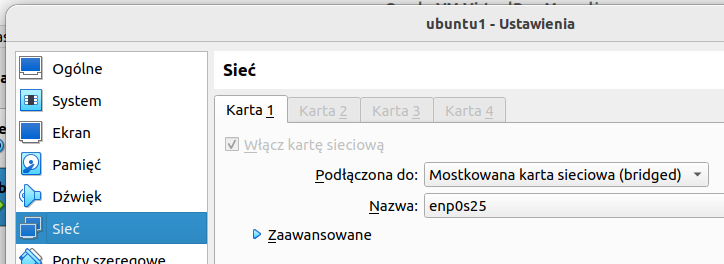 ubuntu1 - Ustawienia
Ogólne
System
Ekran
Pamięć
Dźwięk
Sieć
Porty szeregowe
Sieć
Karta 1 Karta 2 Karta 3 Karta 4
Włącz kartę sieciową
Podłączona do: Mostkowana karta sieciowa (bridged)
Nazwa: enp0s25
Zaawansowane